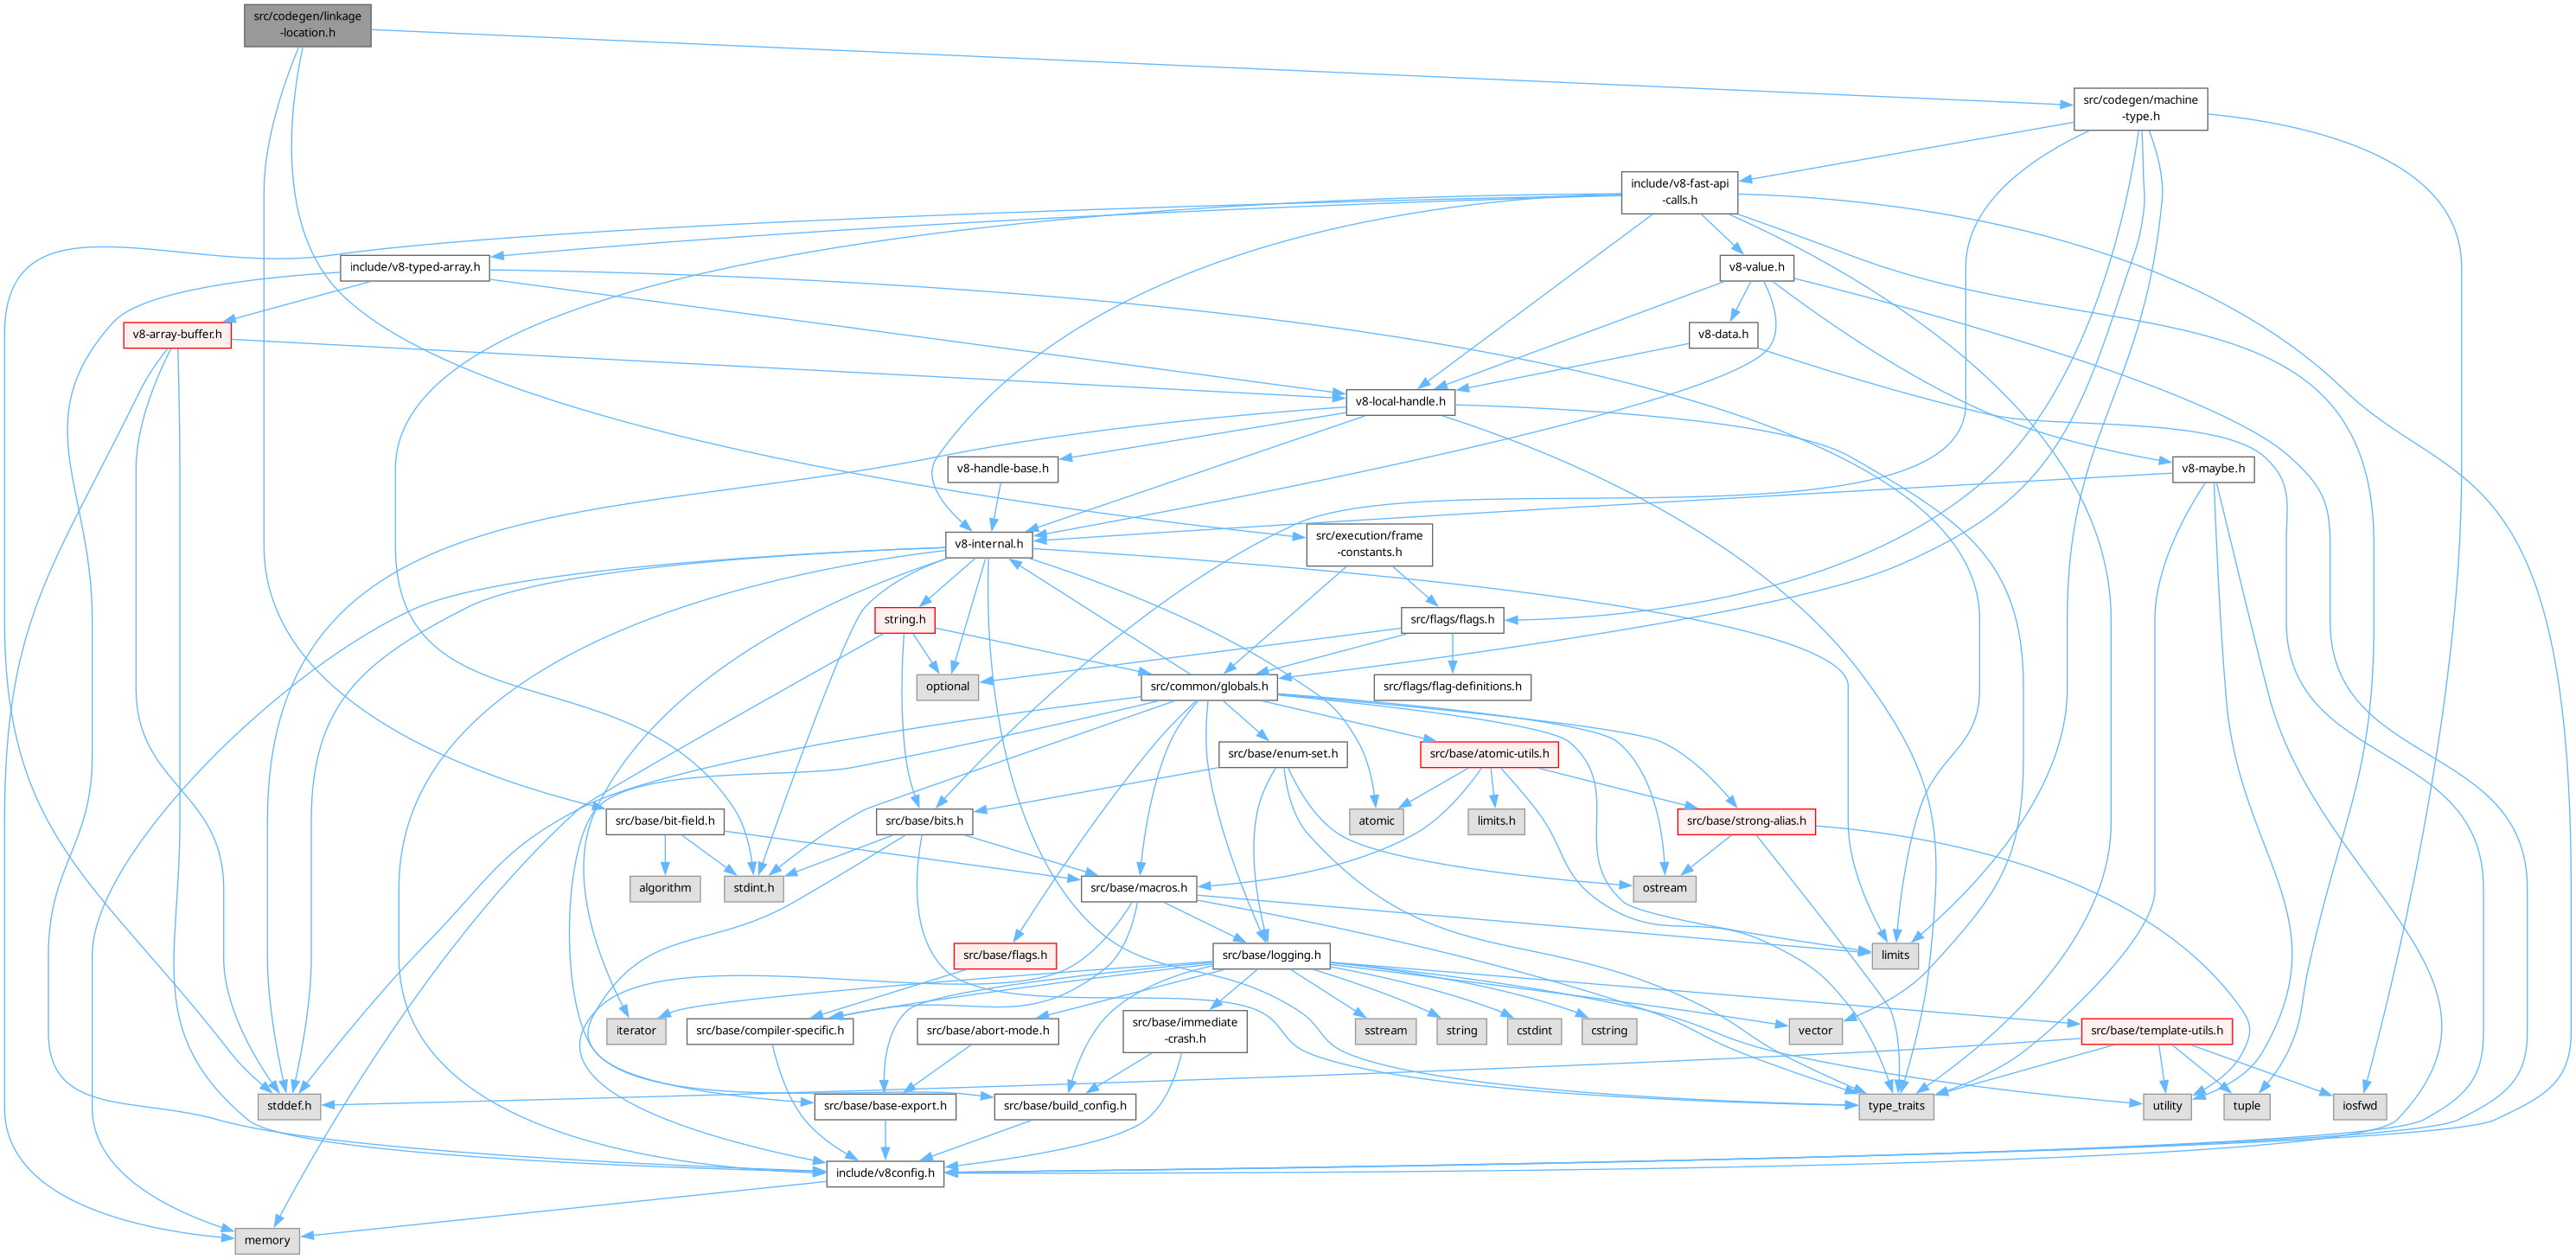 src/codegen/linkage
-location.h
src/codegen/machine
-type.h
include/v8-fast-api
-calls.h
include/v8-typed-array.h
v8-value.h
v8-array-buffer.h
v8-data.h
v8-local-handle.h
v8-handle-base.h
v8-maybe.h
v8-internal.h
src/execution/frame
-constants.h
string.h
src/flags/flags.h
optional
src/common/globals.h
src/flags/flag-definitions.h
src/base/enum-set.h
src/base/atomic-utils.h
src/base/bit-field.h
src/base/bits.h
atomic
limits.h
src/base/strong-alias.h
algorithm
stdint.h
src/base/macros.h
ostream
src/base/flags.h
src/base/logging.h
limits
iterator
src/base/compiler-specific.h
src/base/abort-mode.h
src/base/immediate
-crash.h
sstream
string
cstdint
cstring
vector
src/base/template-utils.h
stddef.h
src/base/base-export.h
src/base/build_config.h
type_traits
utility
tuple
iosfwd
include/v8config.h
memory